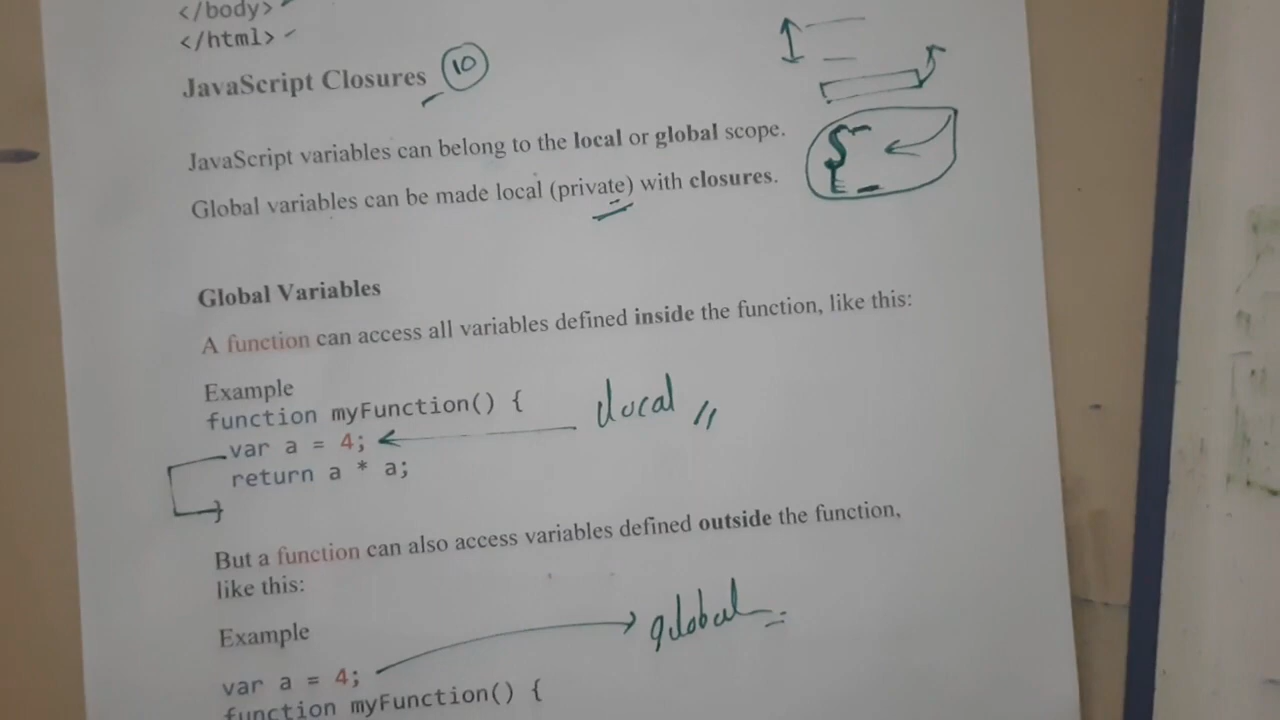 </body>
</html>
JavaScript Closures 10
JavaScript variables can belong to the local or global scope.
Global variables can be made local (private) with closures.
Global Variables
A function can access all variables defined inside the function, like this:
Example
function myFunction() {
local
var a = 4;
return a * a;
}
But a function can also access variables defined outside the function,
like this:
Example
global
var a = 4;
function myFunction() {